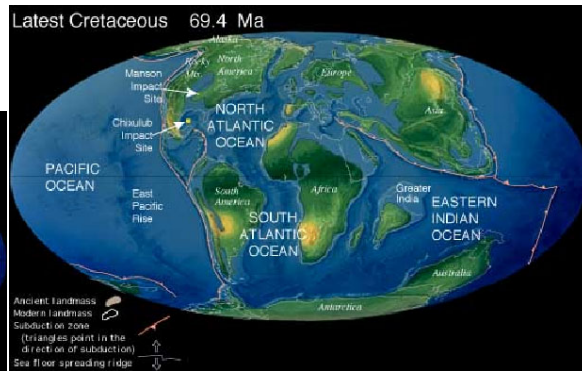 Latest Cretaceous 69.4 Ma
Alaska
Rocky
Mts.
North
America
Manson
Impact
Site
Europe
Asia
Chixulub
Impact
Site
NORTH
ATLANTIC
OCEAN
PACIFIC
OCEAN
East
Pacific
Rise
South
America
Africa
Greater
India
EASTERN
INDIAN
OCEAN
SOUTH
ATLANTIC
OCEAN
Australia
Antarctica
Ancient landmass
Modern landmass
Subduction zone
(triangles point in the
direction of subduction)
Sea floor spreading ridge